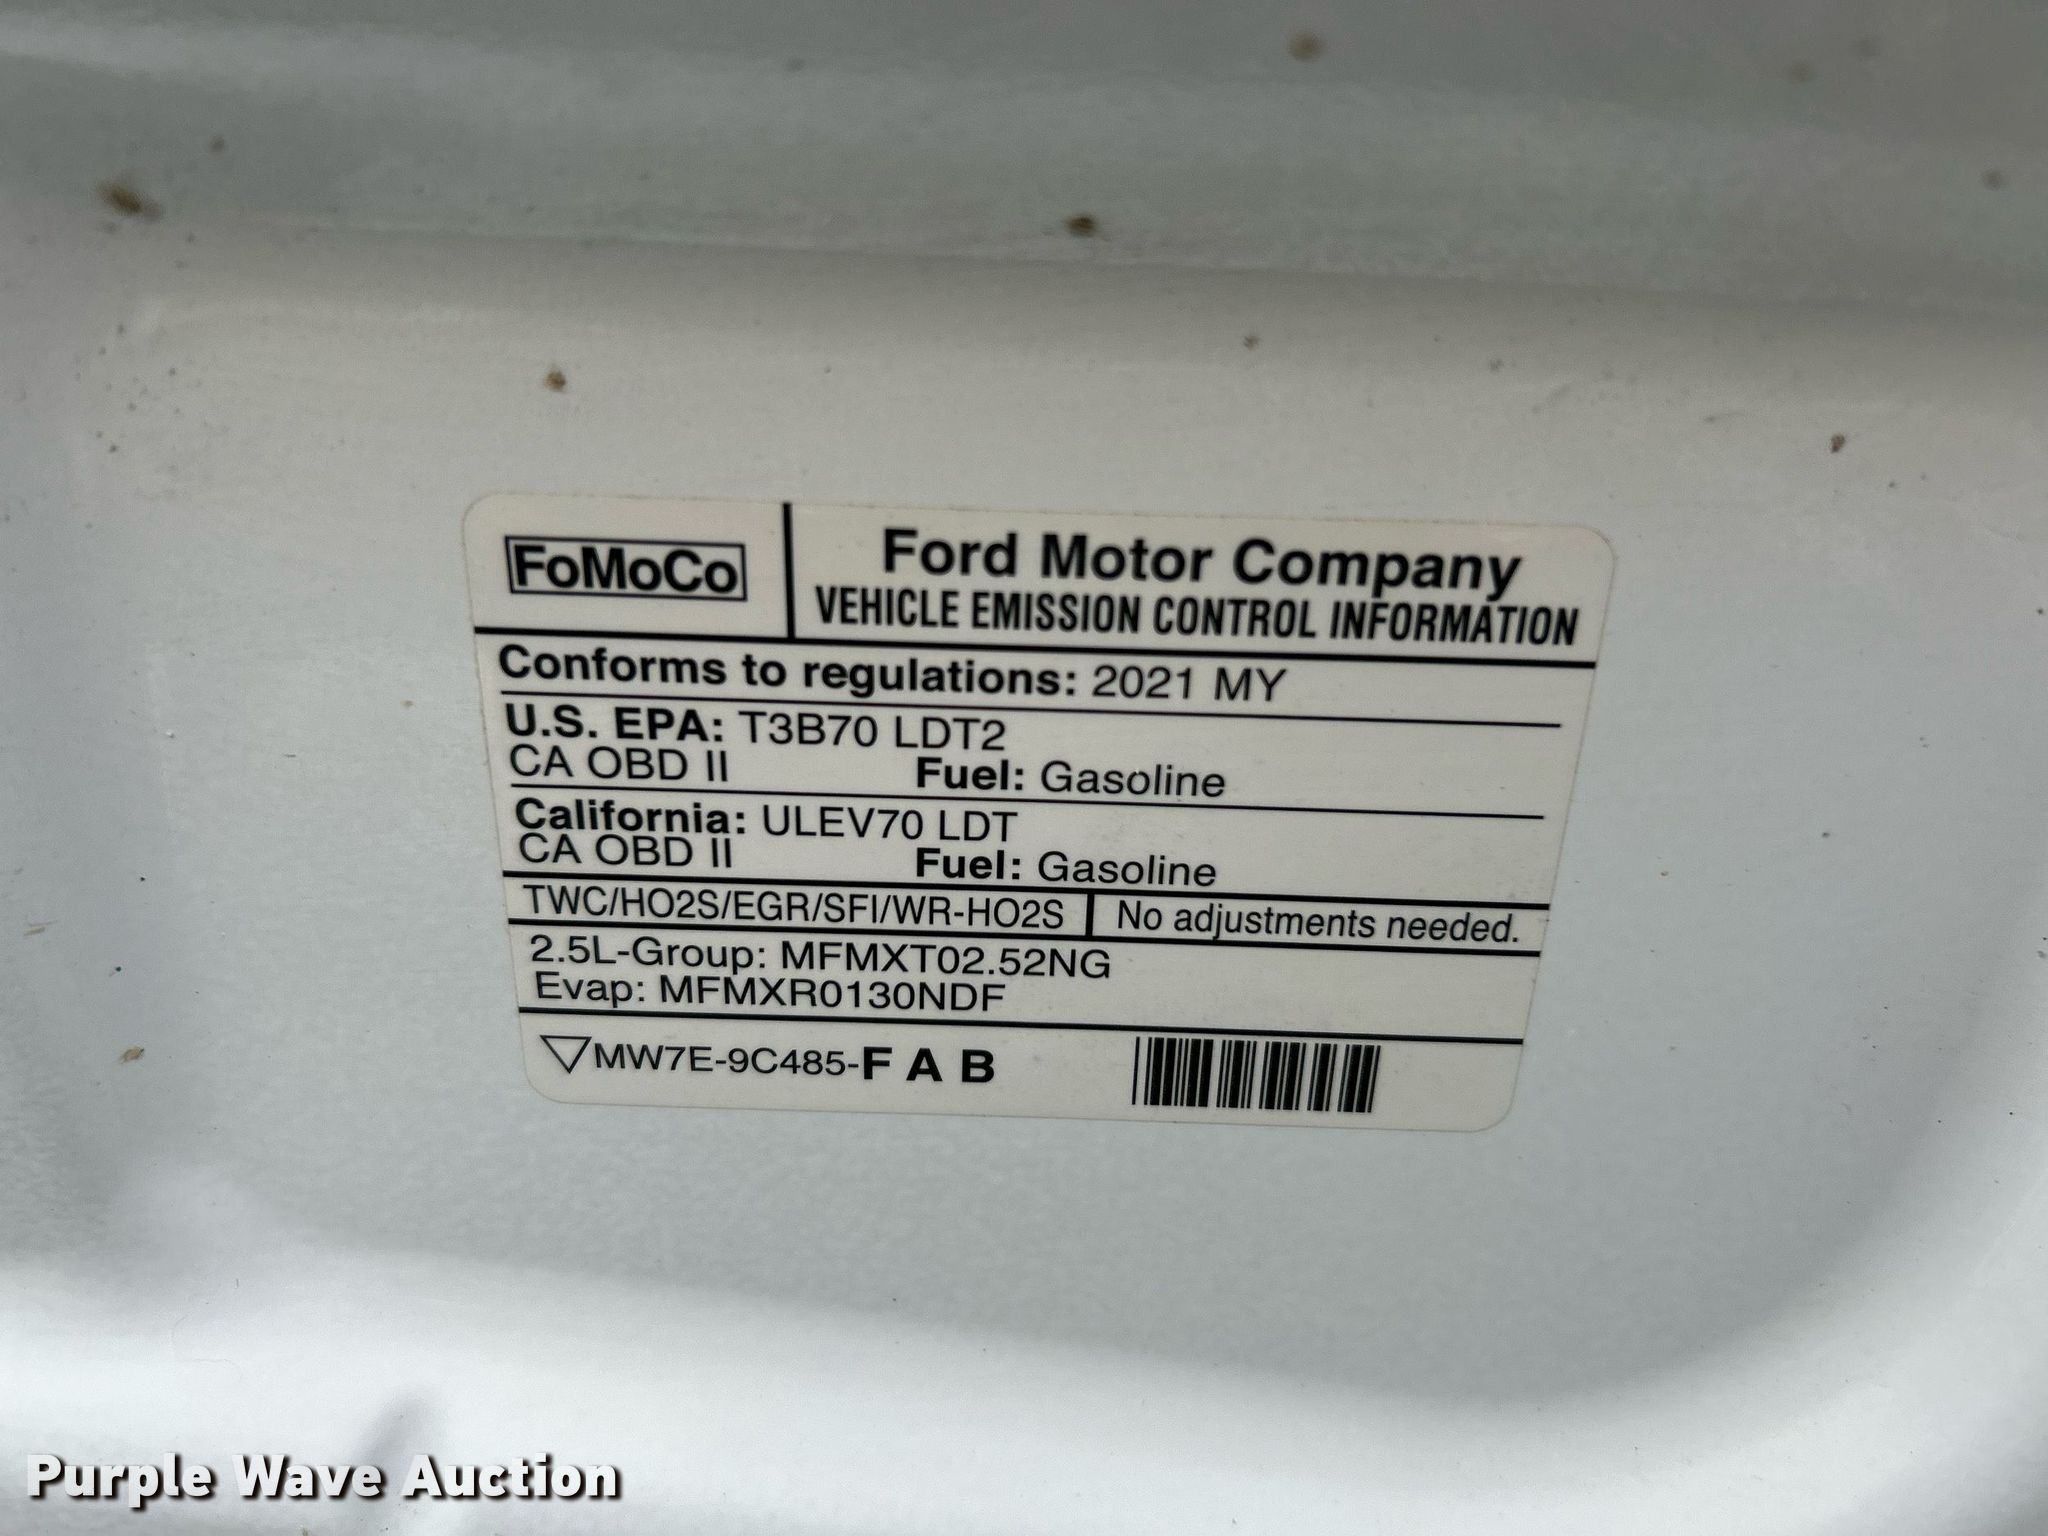 FoMoCo
Ford Motor Company
VEHICLE EMISSION CONTROL INFORMATION
Conforms to regulations: 2021 MY
U.S. EPA: T3B70 LDT2
CA OBD II Fuel: Gasoline
California: ULEV70 LDT
CA OBD II Fuel: Gasoline
TWC/HO2S/EGR/SFI/WR-HO2S No adjustments needed.
2.5L-Group: MFMXT02.52NG
Evap: MFMXR0130NDF
MW7E-9C485-F A B
Purple Wave Auction